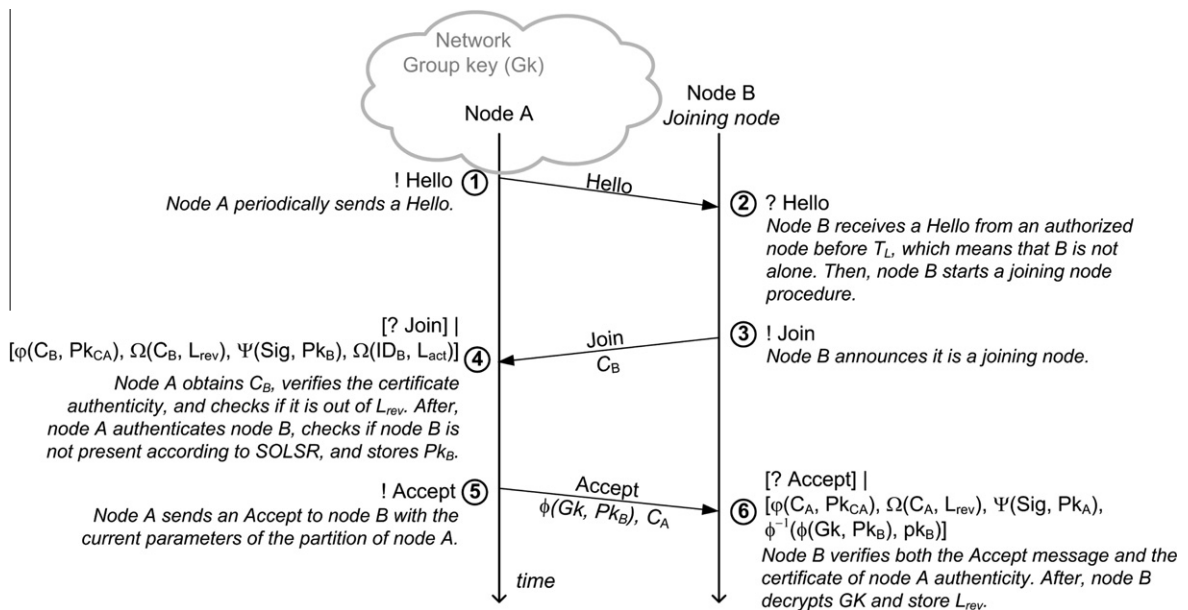 Network
Group key (Gk)
Node A
Node B
Joining node
! Hello ①
Hello
Node A periodically sends a Hello.
② ? Hello
Node B receives a Hello from an authorized
node before T_L, which means that B is not
alone. Then, node B starts a joining node
procedure.
③ ! Join
Node B announces it is a joining node.
Join
C_B
[? Join] |
[φ(C_B, Pk_CA), Ω(C_B, L_rev), Ψ(Sig, Pk_B), Ω(ID_B, L_act)] ④
Node A obtains C_B, verifies the certificate
authenticity, and checks if it is out of L_rev. After,
node A authenticates node B, checks if node B is
not present according to SOLSR, and stores Pk_B.
! Accept ⑤
Node A sends an Accept to node B with the
current parameters of the partition of node A.
Accept
ϕ(Gk, Pk_B), C_A
[? Accept] |
⑥ [φ(C_A, Pk_CA), Ω(C_A, L_rev), Ψ(Sig, Pk_A),
ϕ⁻¹(ϕ(Gk, Pk_B), pk_B)]
Node B verifies both the Accept message and the
certificate of node A authenticity. After, node B
decrypts GK and store L_rev.
time